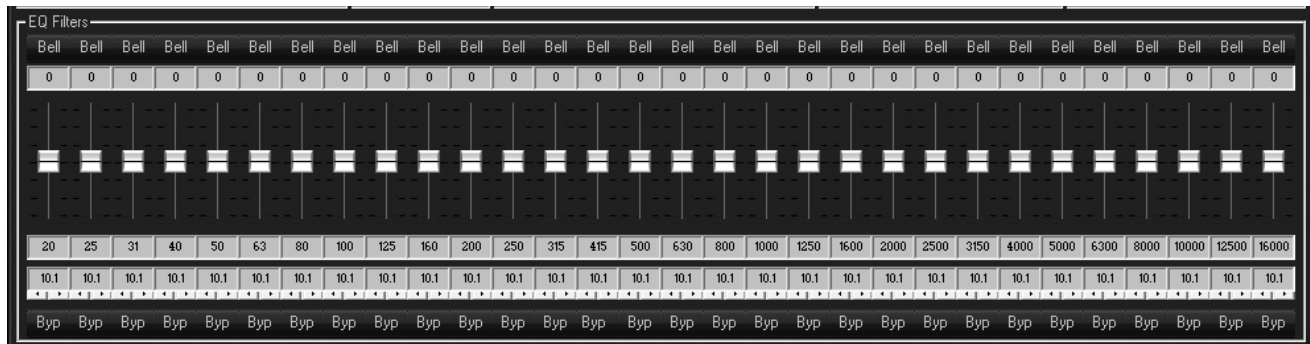 EQ Filters
Bell Bell Bell Bell Bell Bell Bell Bell Bell Bell Bell Bell Bell Bell Bell Bell Bell Bell Bell Bell Bell Bell Bell Bell Bell Bell Bell Bell Bell Bell
0 0 0 0 0 0 0 0 0 0 0 0 0 0 0 0 0 0 0 0 0 0 0 0 0 0 0 0 0 0
20 25 31 40 50 63 80 100 125 160 200 250 315 415 500 630 800 1000 1250 1600 2000 2500 3150 4000 5000 6300 8000 10000 12500 16000
10.1 10.1 10.1 10.1 10.1 10.1 10.1 10.1 10.1 10.1 10.1 10.1 10.1 10.1 10.1 10.1 10.1 10.1 10.1 10.1 10.1 10.1 10.1 10.1 10.1 10.1 10.1 10.1 10.1 10.1
Byp Byp Byp Byp Byp Byp Byp Byp Byp Byp Byp Byp Byp Byp Byp Byp Byp Byp Byp Byp Byp Byp Byp Byp Byp Byp Byp Byp Byp Byp